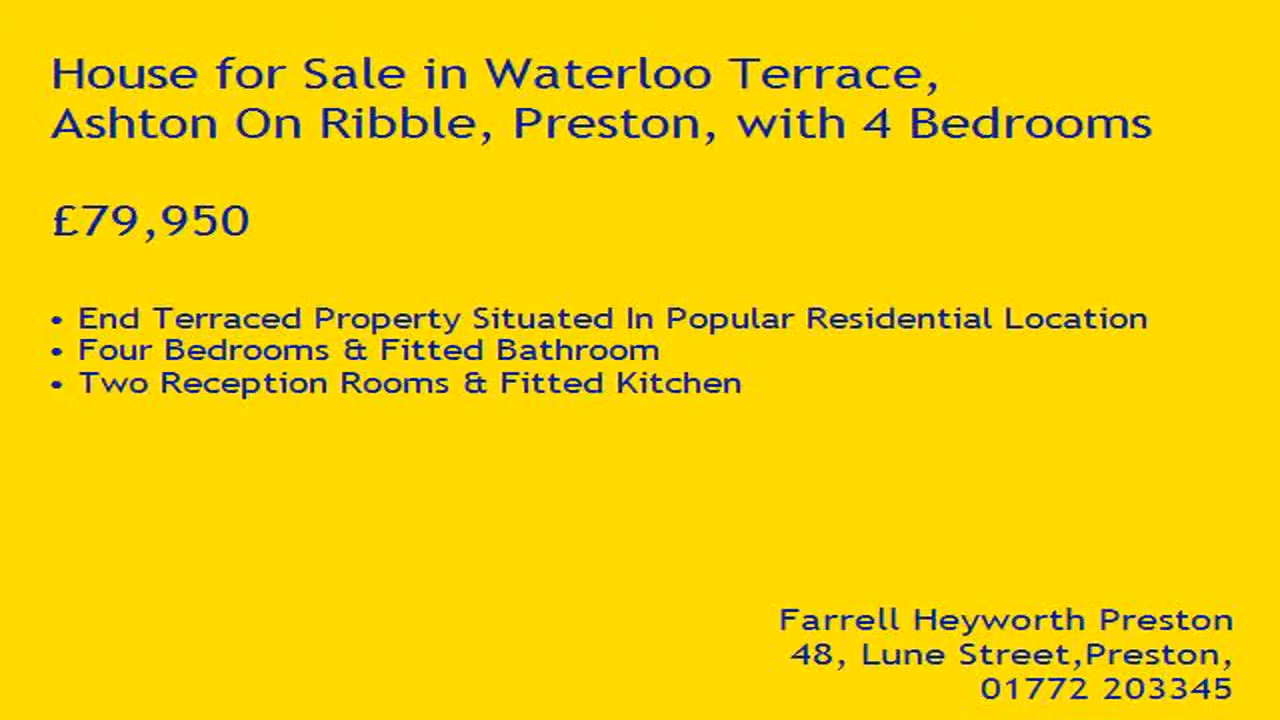 House for Sale in Waterloo Terrace,
Ashton On Ribble, Preston, with 4 Bedrooms
£79,950
• End Terraced Property Situated In Popular Residential Location
• Four Bedrooms & Fitted Bathroom
• Two Reception Rooms & Fitted Kitchen
Farrell Heyworth Preston
48, Lune Street,Preston,
01772 203345